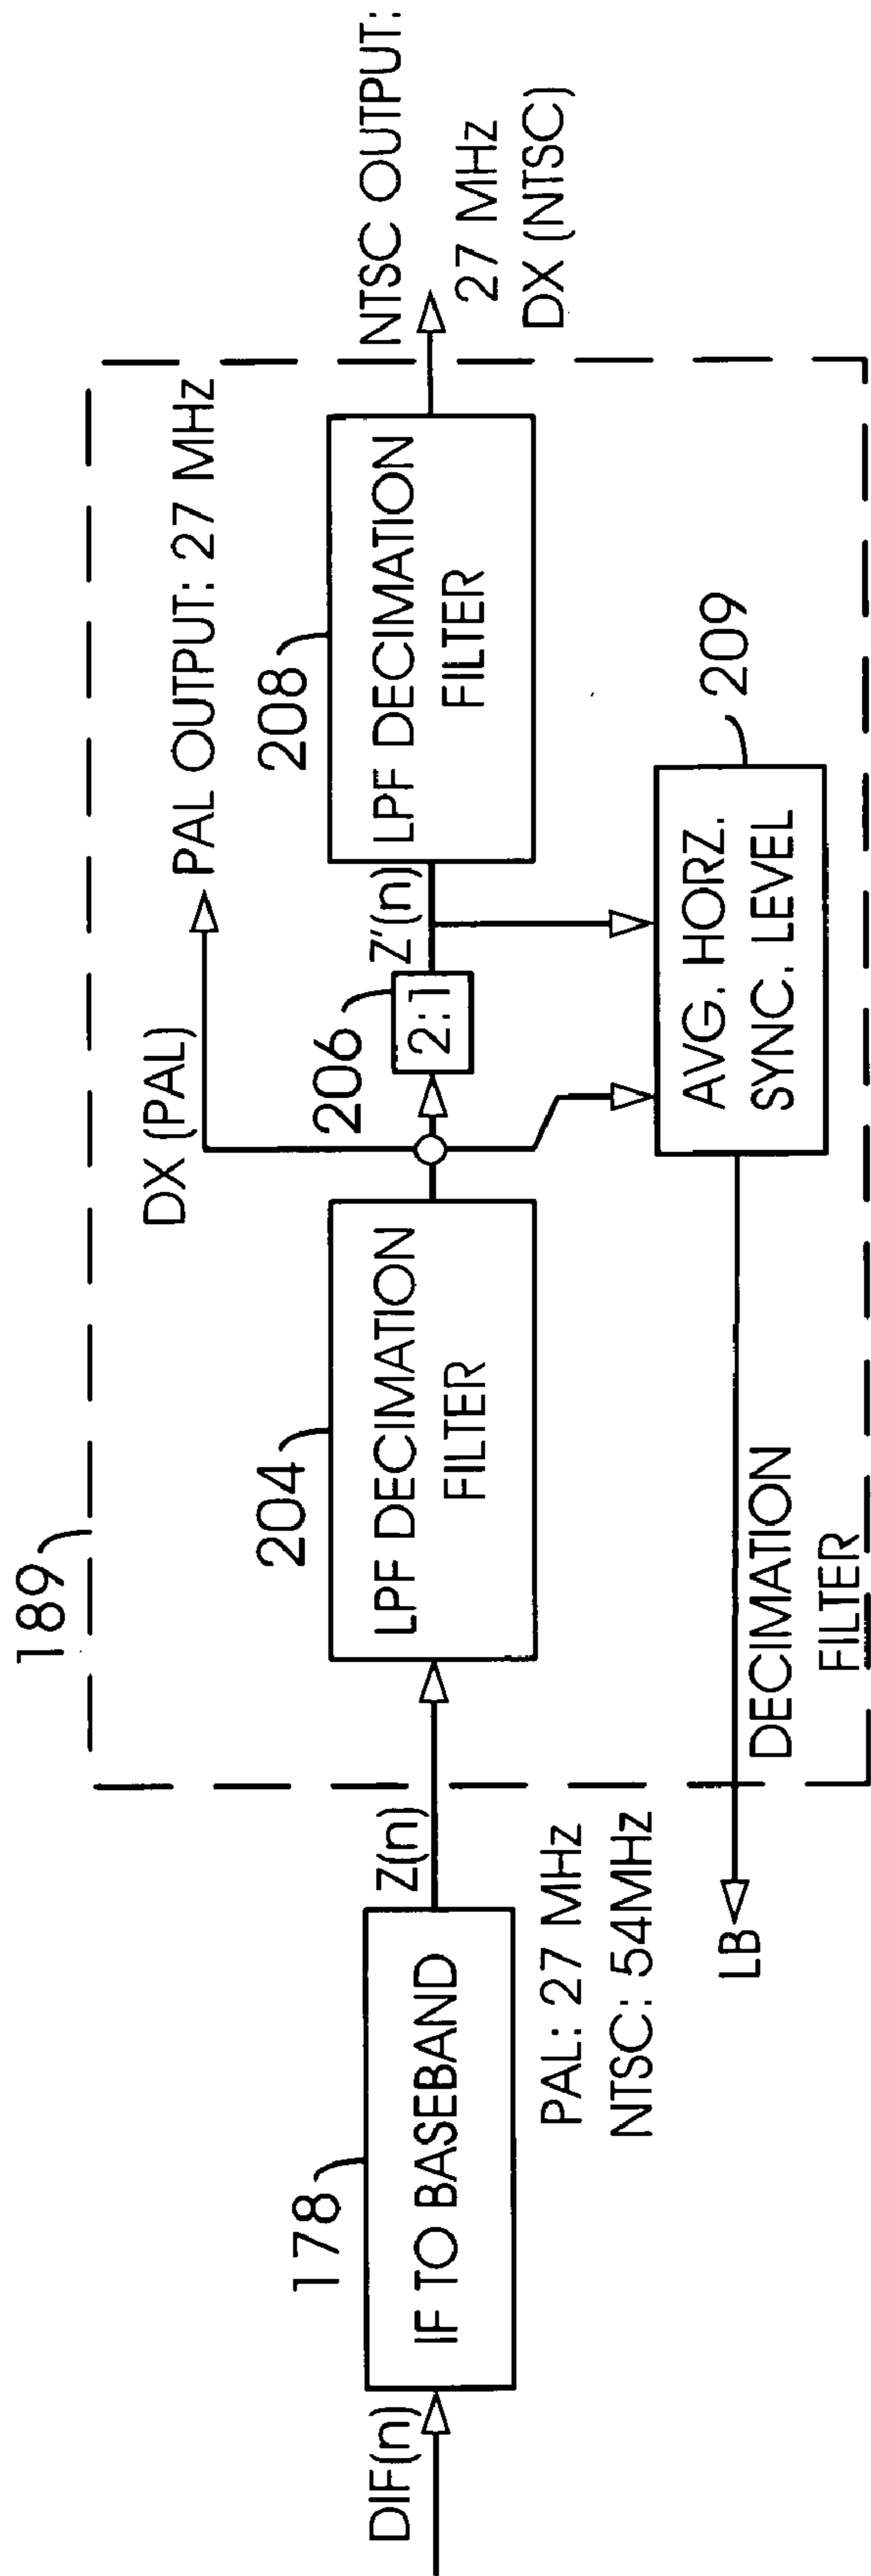 189
DIF(n)
178
IF TO BASEBAND
Z(n)
PAL: 27 MHz
NTSC: 54MHz
204
LPF DECIMATION
FILTER
DX (PAL)
PAL OUTPUT: 27 MHz
206
2:1
Z'(n)
208
LPF DECIMATION
FILTER
NTSC OUTPUT:
27 MHz
DX (NTSC)
209
AVG. HORZ.
SYNC. LEVEL
LB
DECIMATION
FILTER